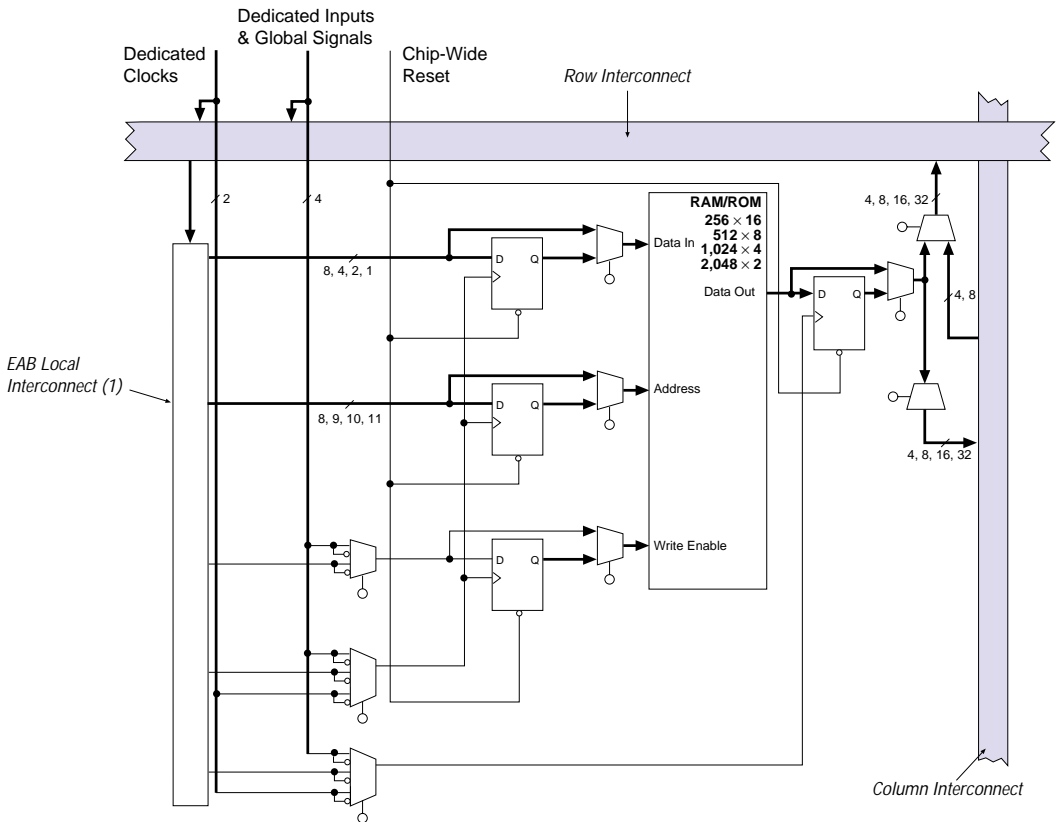 Dedicated Inputs
& Global Signals
Dedicated
Clocks
Chip-Wide
Reset
Row Interconnect
2
4
4, 8, 16, 32
RAM/ROM
256 × 16
512 × 8
1,024 × 4
2,048 × 2
Data In
D
Q
8, 4, 2, 1
Data Out
D
Q
4, 8
EAB Local
Interconnect (1)
Address
D
Q
8, 9, 10, 11
4, 8, 16, 32
Write Enable
D
Q
Column Interconnect